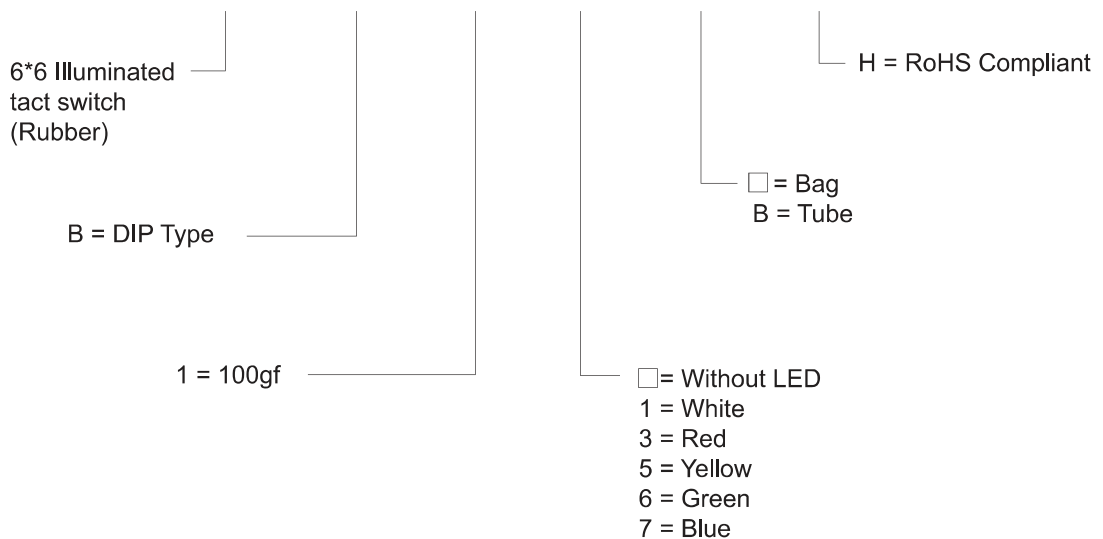 6*6 Illuminated
tact switch
(Rubber)
H = RoHS Compliant
□ = Bag
B = Tube
B = DIP Type
1 = 100gf
□= Without LED
1 = White
3 = Red
5 = Yellow
6 = Green
7 = Blue